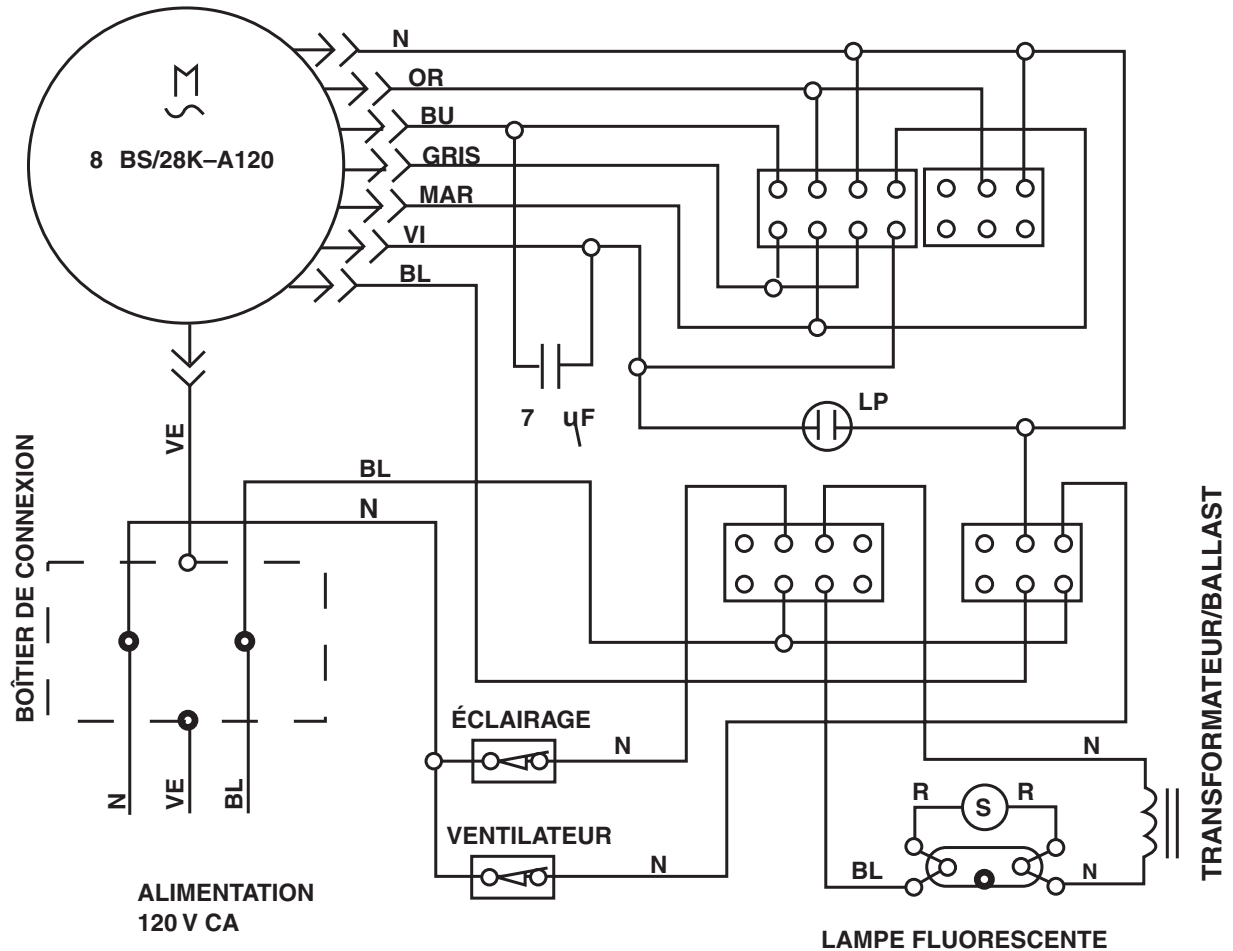 N
OR
M
BU
8 BS/28K–A120
GRIS
MAR
VI
BL
LP
7 uF
VE
BL
N
BOÎTIER DE CONNEXION
TRANSFORMATEUR/BALLAST
ÉCLAIRAGE
N
N
N
VE
BL
R
S
R
VENTILATEUR
N
BL
N
ALIMENTATION
120 V CA
LAMPE FLUORESCENTE